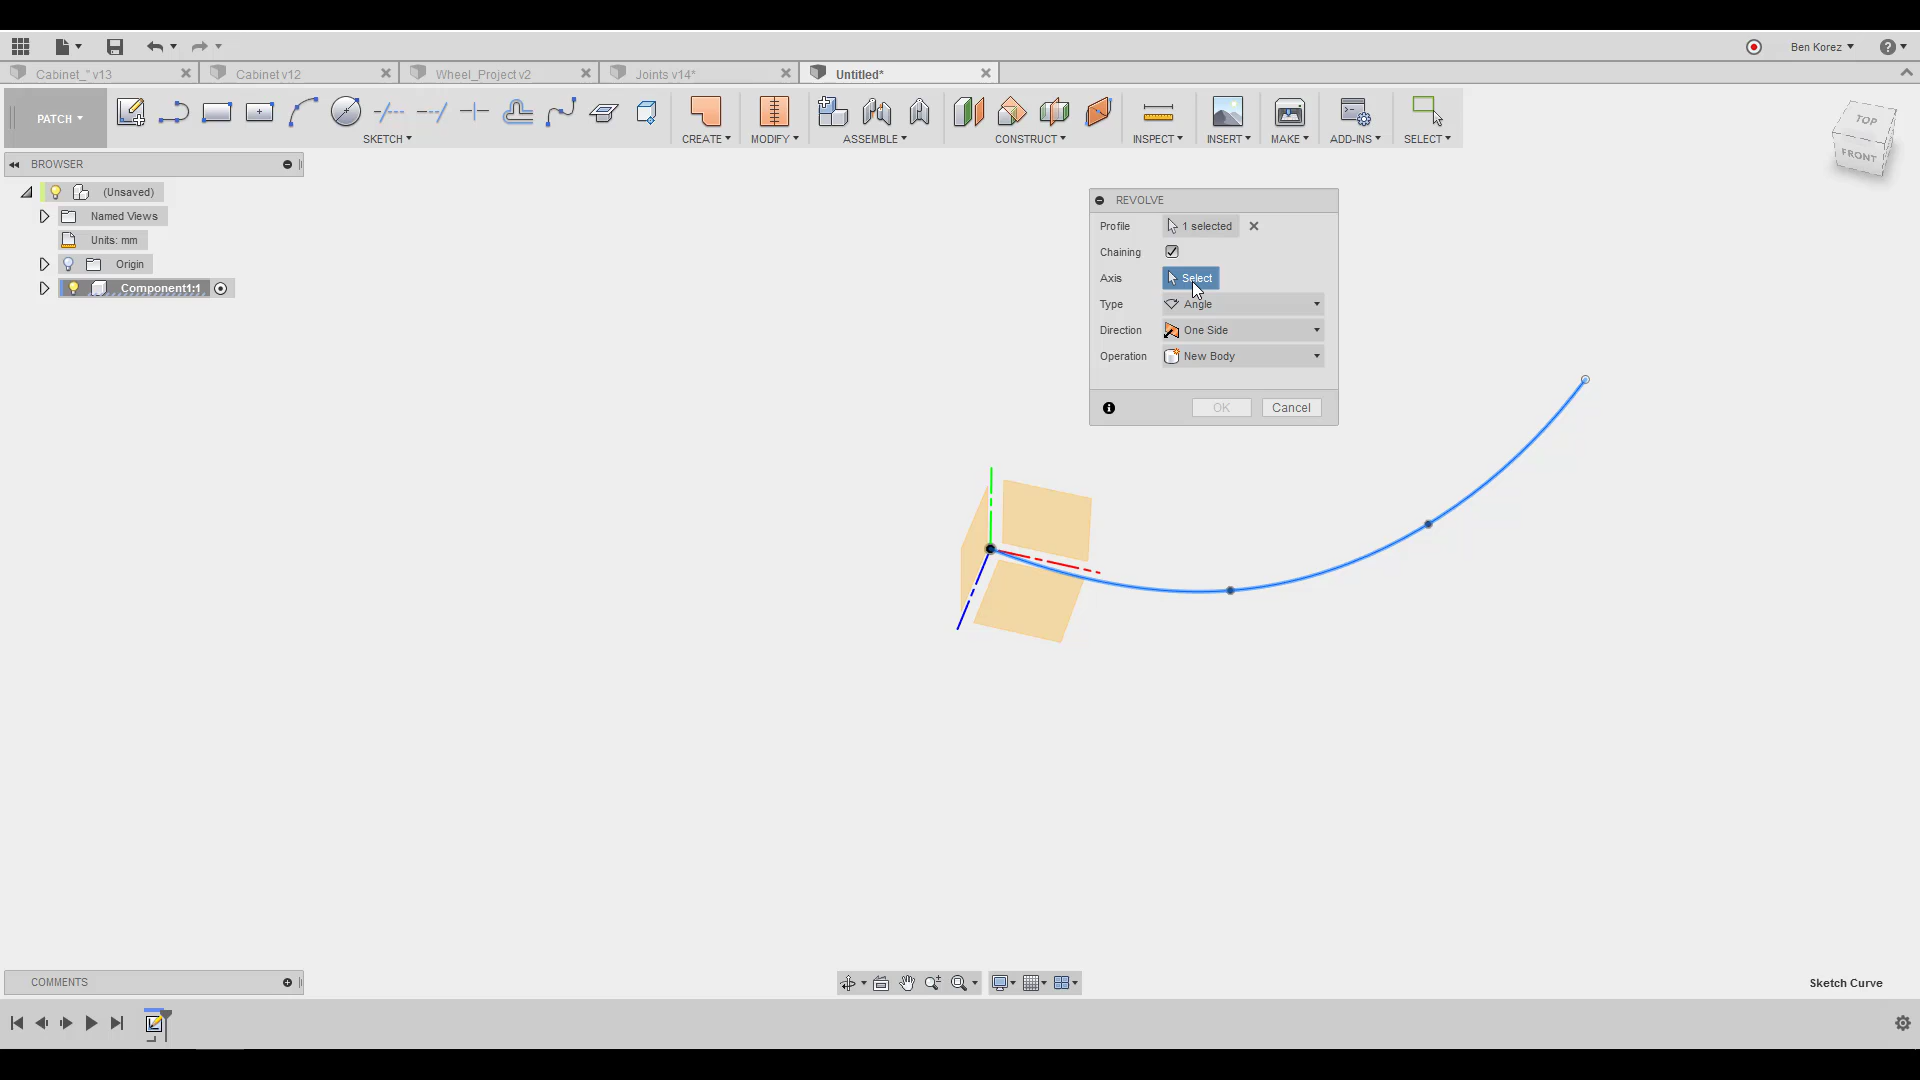 Ben Korez
Cabinet_" v13
Cabinet v12
Wheel_Project v2
Joints v14*
Untitled*
PATCH
SKETCH
CREATE
MODIFY
ASSEMBLE
CONSTRUCT
INSPECT
INSERT
MAKE
ADD-INS
SELECT
TOP
FRONT
BROWSER
(Unsaved)
Named Views
Units: mm
Origin
Component1:1
REVOLVE
Profile 1 selected
Chaining
Axis Select
Type Angle
Direction One Side
Operation New Body
OK Cancel
COMMENTS
Sketch Curve